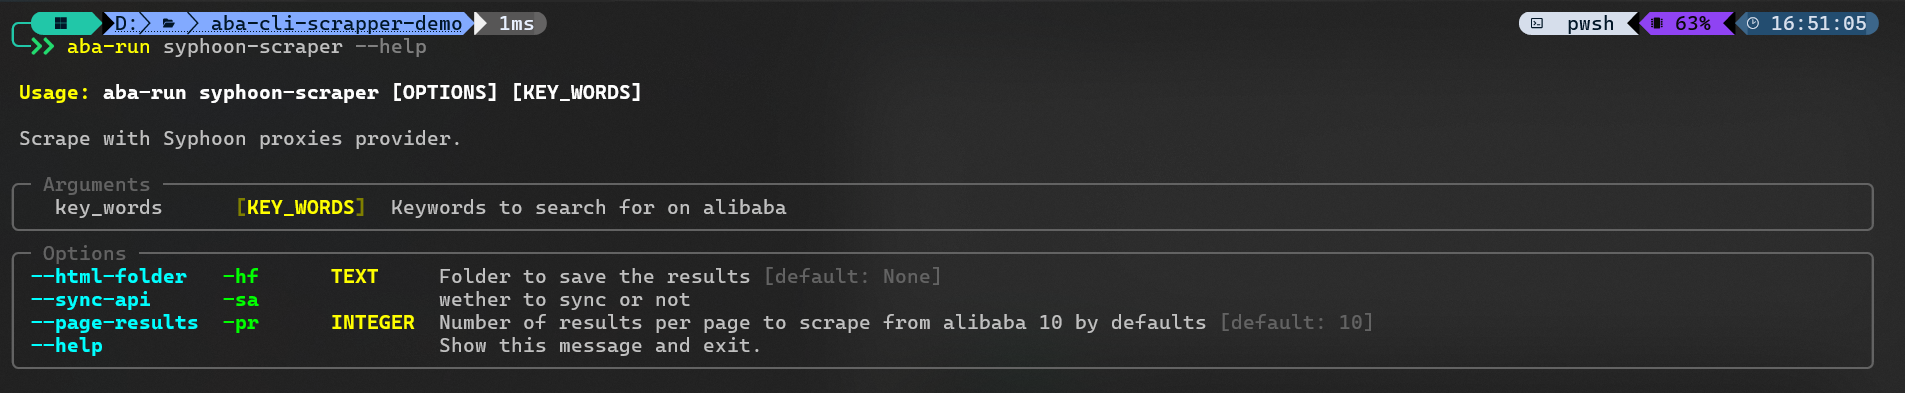 D: aba-cli-scrapper-demo 1ms pwsh 63% 16:51:05
aba-run syphoon-scraper --help
Usage: aba-run syphoon-scraper [OPTIONS] [KEY_WORDS]
Scrape with Syphoon proxies provider.
Arguments
key_words [KEY_WORDS] Keywords to search for on alibaba
Options
--html-folder -hf TEXT Folder to save the results [default: None]
--sync-api -sa wether to sync or not
--page-results -pr INTEGER Number of results per page to scrape from alibaba 10 by defaults [default: 10]
--help Show this message and exit.